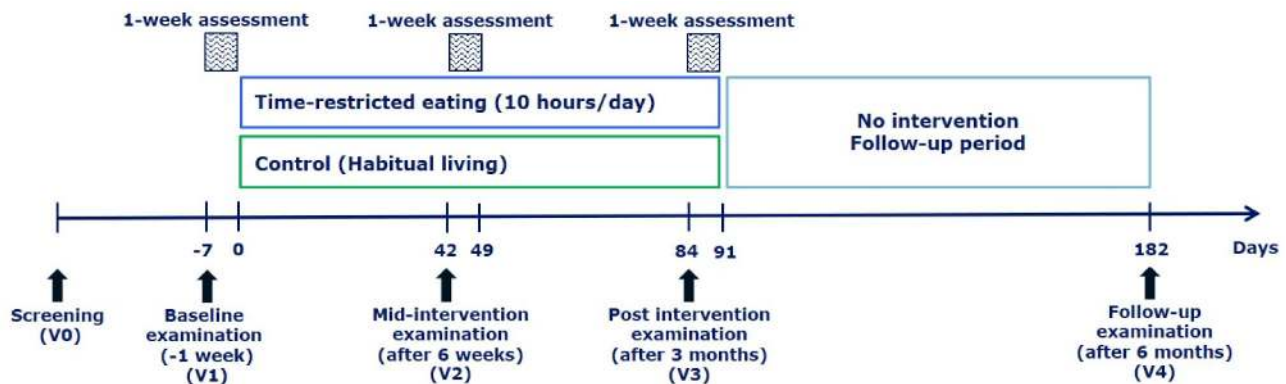 1-week assessment 1-week assessment 1-week assessment
Time-restricted eating (10 hours/day)
Control (Habitual living)
No intervention
Follow-up period
-7 0 42 49 84 91 182 Days
Screening
(V0)
Baseline
examination
(-1 week)
(V1)
Mid-intervention
examination
(after 6 weeks)
(V2)
Post intervention
examination
(after 3 months)
(V3)
Follow-up
examination
(after 6 months)
(V4)